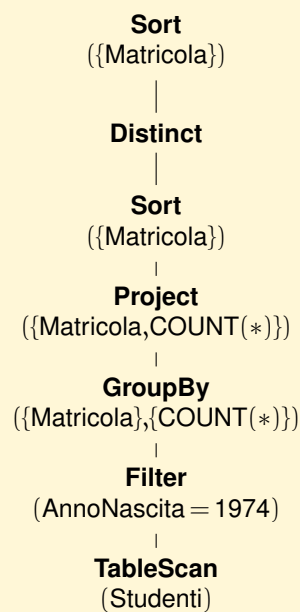 Sort
({Matricola})
Distinct
Sort
({Matricola})
Project
({Matricola,COUNT(∗)})
GroupBy
({Matricola},{COUNT(∗)})
Filter
(AnnoNascita = 1974)
TableScan
(Studenti)